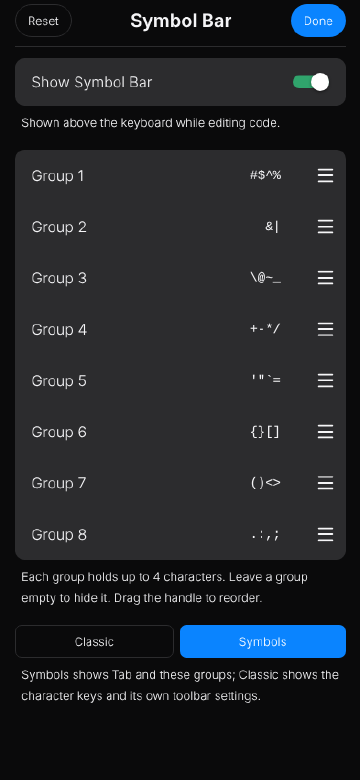 Reset
Symbol Bar
Done
Show Symbol Bar
Shown above the keyboard while editing code.
Group 1 #$^%
Group 2 &|
Group 3 \@~_
Group 4 +-*/
Group 5 '"`=
Group 6 {}[]
Group 7 ()<>
Group 8 .:,;
Each group holds up to 4 characters. Leave a group
empty to hide it. Drag the handle to reorder.
Classic
Symbols
Symbols shows Tab and these groups; Classic shows the
character keys and its own toolbar settings.